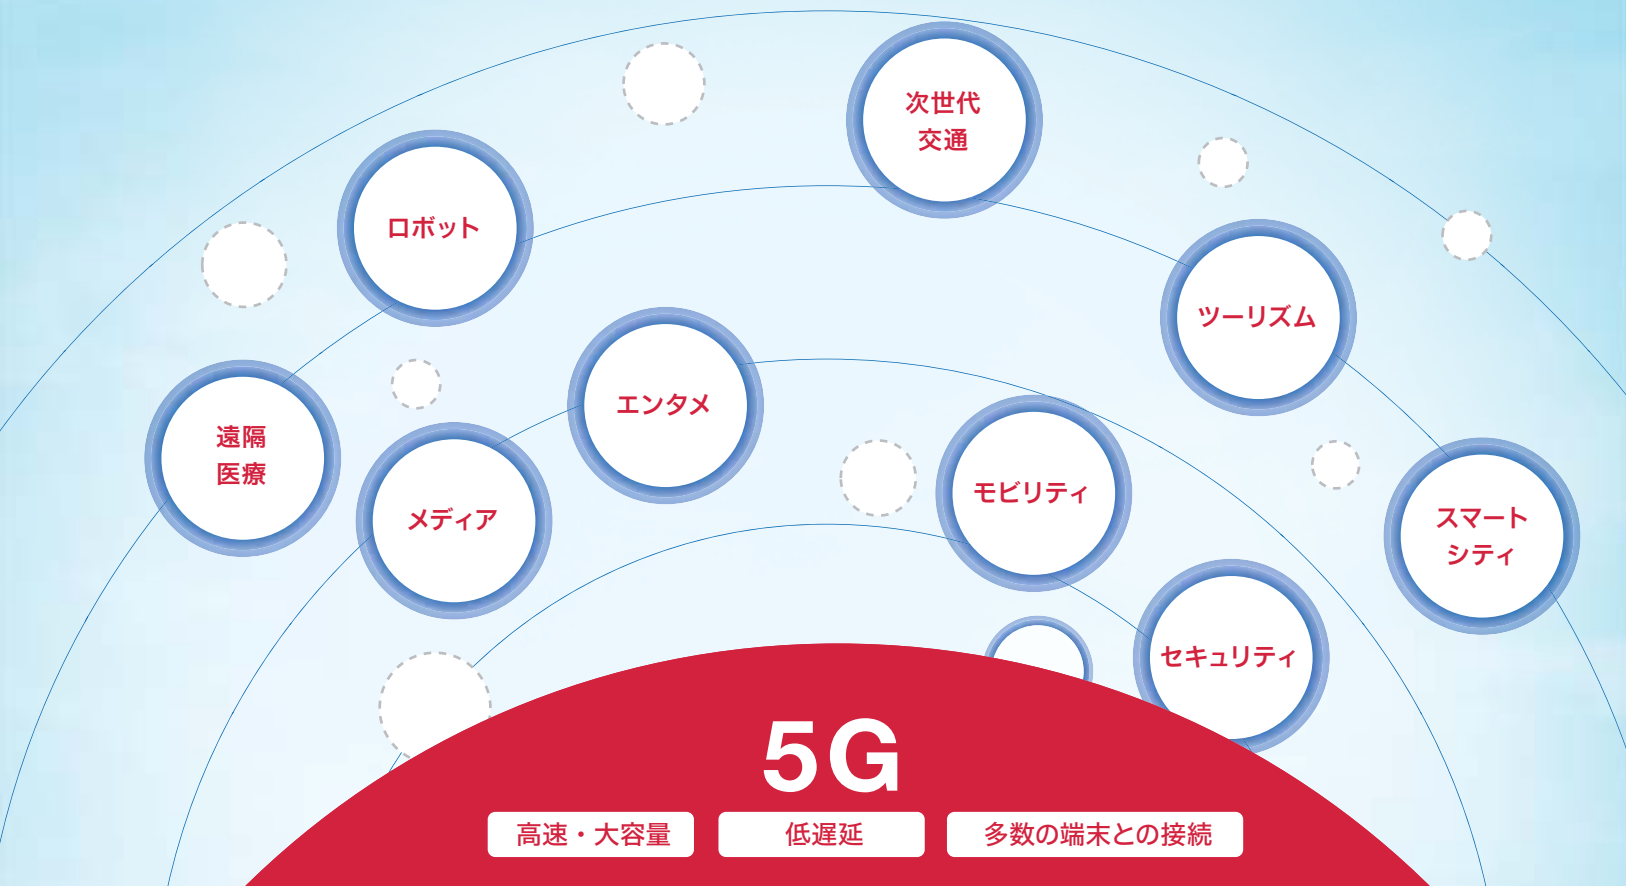 次世代
交通
ロボット
ツーリズム
エンタメ
遠隔
医療
モビリティ
メディア
スマート
シティ
セキュリティ
5G
高速・大容量
低遅延
多数の端末との接続